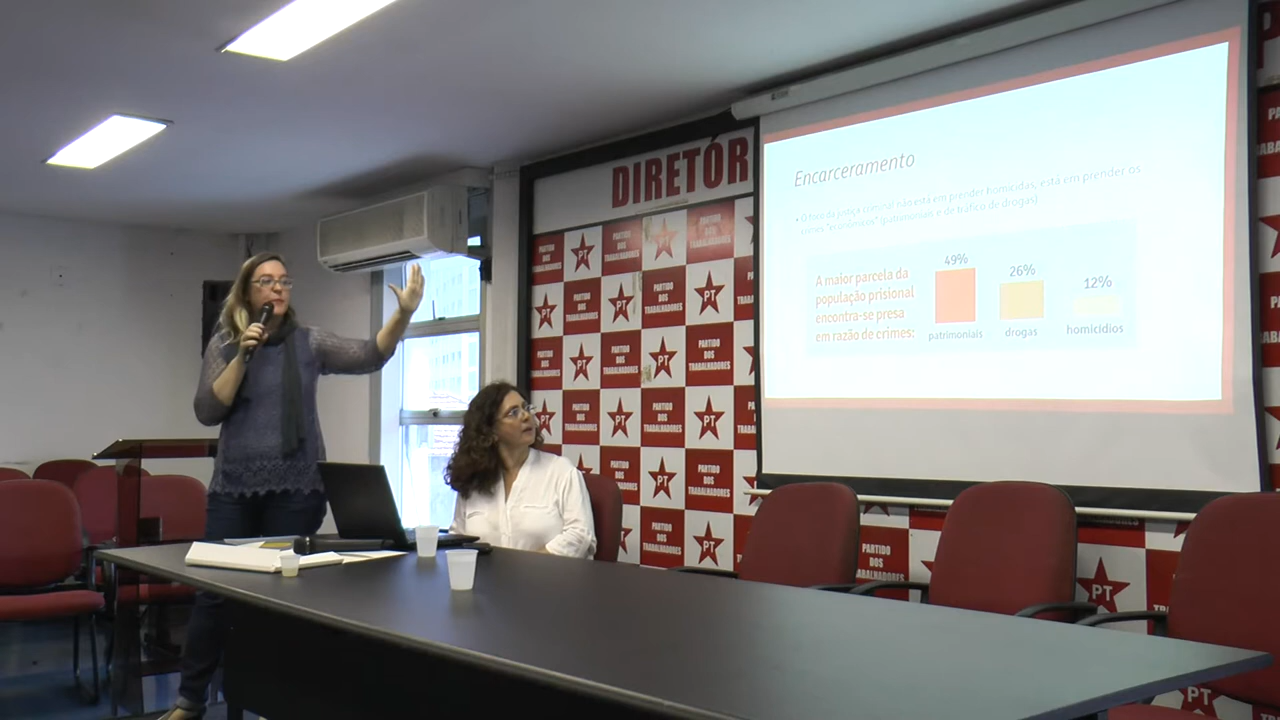 DIRETÓR
Encarceramento
• O foco da justiça criminal não está em prender homicidas, está em prender os
crimes "econômicos" (patrimoniais e de tráfico de drogas)
A maior parcela da
população prisional
encontra-se presa
em razão de crimes:
49%
patrimoniais
26%
drogas
12%
homicídios
PARTIDO
DOS
TRABALHADORES
PT